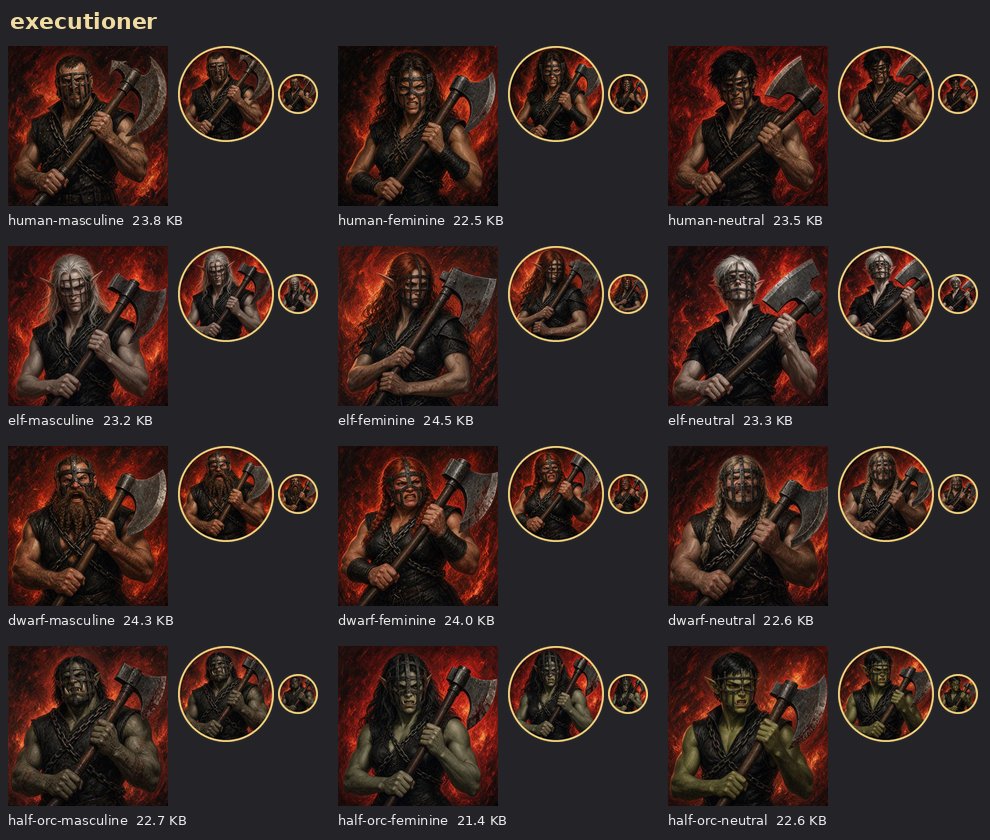 executioner
human-masculine 23.8 KB
human-feminine 22.5 KB
human-neutral 23.5 KB
elf-masculine 23.2 KB
elf-feminine 24.5 KB
elf-neutral 23.3 KB
dwarf-masculine 24.3 KB
dwarf-feminine 24.0 KB
dwarf-neutral 22.6 KB
half-orc-masculine 22.7 KB
half-orc-feminine 21.4 KB
half-orc-neutral 22.6 KB